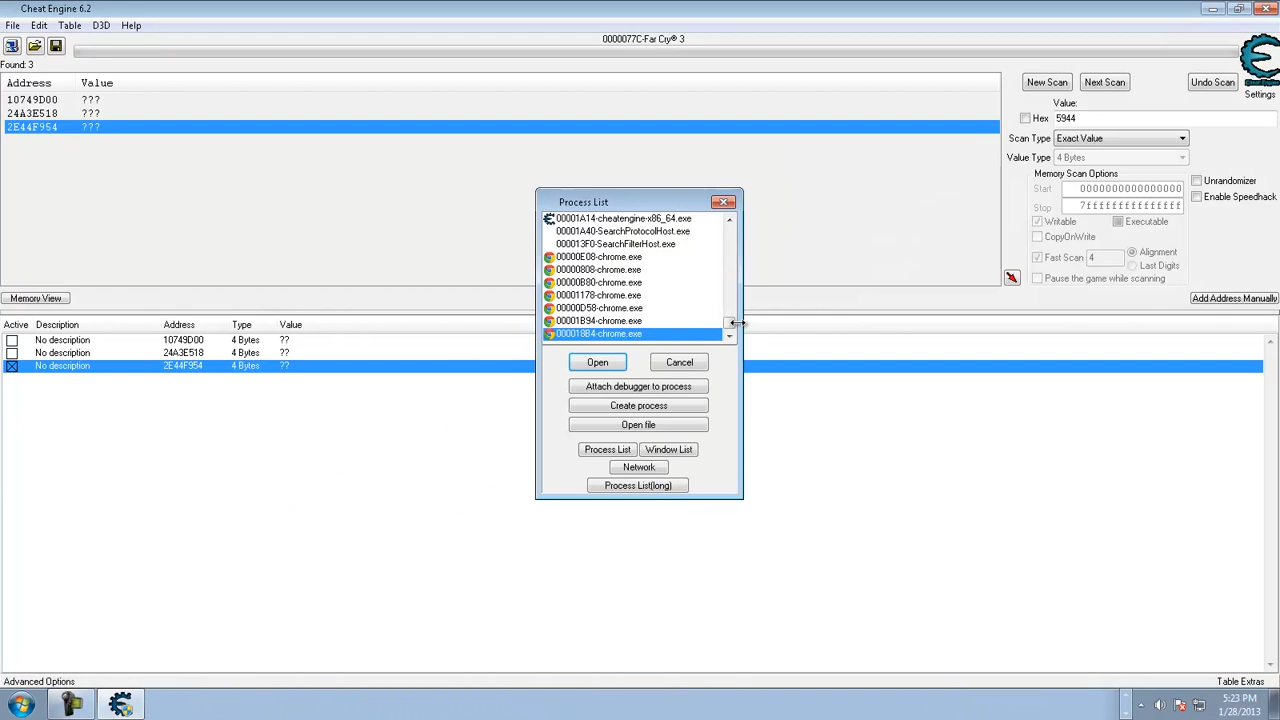 Cheat Engine 6.2
File Edit Table D3D Help
0000077C-Far Cry® 3
Found: 3
Address Value
10749D00 ???
24A3E518 ???
2E44F954 ???
New Scan Next Scan Undo Scan
Cheat Engine
Settings
Value:
Hex 5944
Scan Type Exact Value
Value Type 4 Bytes
Memory Scan Options
Start 0000000000000000
Stop 7fffffffffffffff
Writable Executable
CopyOnWrite
Fast Scan 4 Alignment
Last Digits
Pause the game while scanning
Unrandomizer
Enable Speedhack
Memory View
Add Address Manually
Process List
00001A14-cheatengine-x86_64.exe
00001A40-SearchProtocolHost.exe
000013F0-SearchFilterHost.exe
00000E08-chrome.exe
00000808-chrome.exe
00000B80-chrome.exe
00001178-chrome.exe
00000D58-chrome.exe
00001B94-chrome.exe
000018B4-chrome.exe
Open Cancel
Attach debugger to process
Create process
Open file
Process List Window List
Network
Process List(long)
Active Description Address Type Value
No description 10749D00 4 Bytes ??
No description 24A3E518 4 Bytes ??
No description 2E44F954 4 Bytes ??
Advanced Options
Table Extras
5:23 PM
1/28/2013